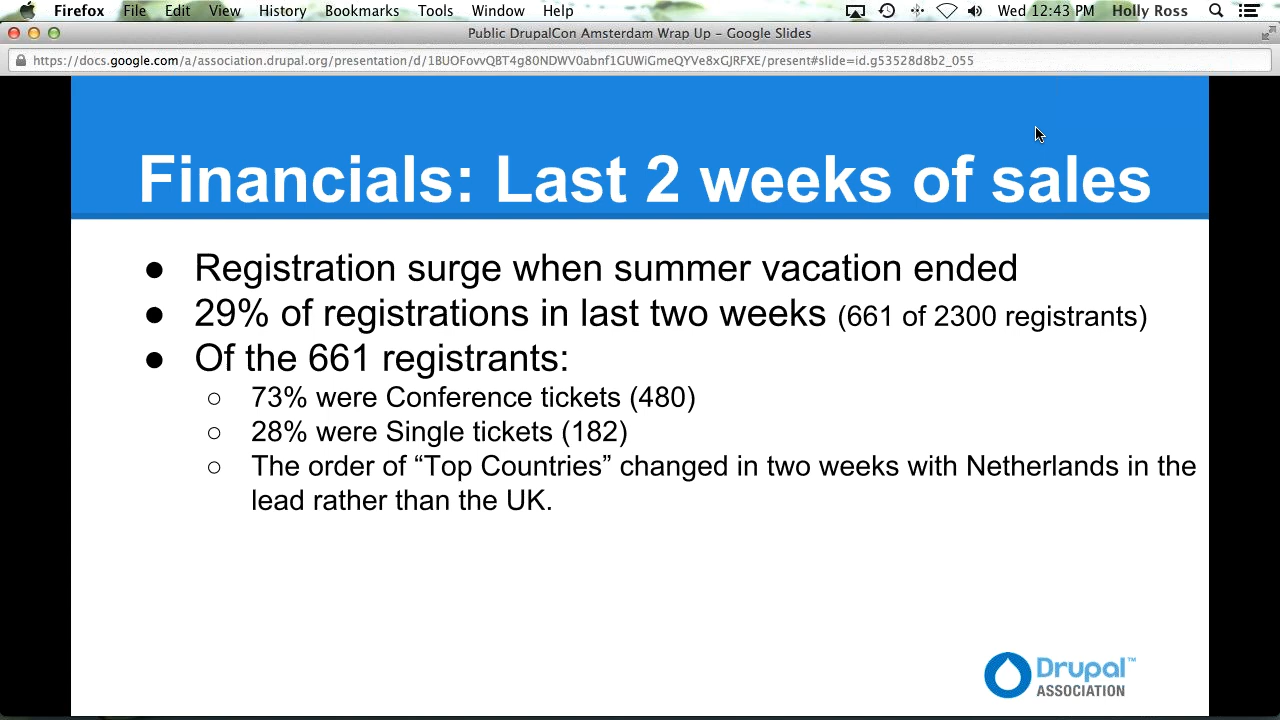 Firefox File Edit View History Bookmarks Tools Window Help Wed 12:43 PM Holly Ross
Public DrupalCon Amsterdam Wrap Up – Google Slides
https://docs.google.com/a/association.drupal.org/presentation/d/1BUOFovvQBT4g80NDWV0abnf1GUWiGmeQYVe8xGJRFXE/present#slide=id.g53528d8b2_055
Financials: Last 2 weeks of sales
● Registration surge when summer vacation ended
● 29% of registrations in last two weeks (661 of 2300 registrants)
● Of the 661 registrants:
○ 73% were Conference tickets (480)
○ 28% were Single tickets (182)
○ The order of “Top Countries” changed in two weeks with Netherlands in the
lead rather than the UK.
Drupal™
ASSOCIATION